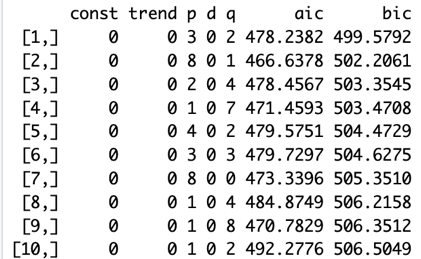 const trend p d q aic bic
[1,] 0 0 3 0 2 478.2382 499.5792
[2,] 0 0 8 0 1 466.6378 502.2061
[3,] 0 0 2 0 4 478.4567 503.3545
[4,] 0 0 1 0 7 471.4593 503.4708
[5,] 0 0 4 0 2 479.5751 504.4729
[6,] 0 0 3 0 3 479.7297 504.6275
[7,] 0 0 8 0 0 473.3396 505.3510
[8,] 0 0 1 0 4 484.8749 506.2158
[9,] 0 0 1 0 8 470.7829 506.3512
[10,] 0 0 1 0 2 492.2776 506.5049